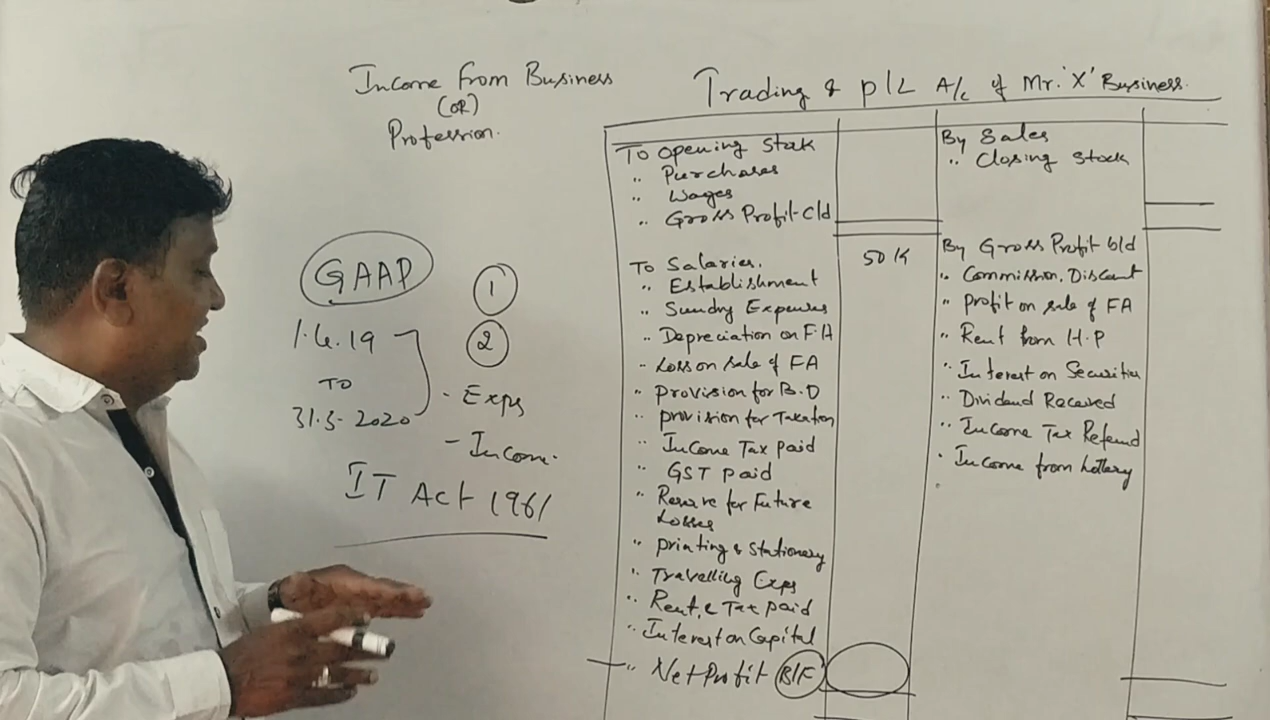 Income From Business
(OR)
Profession.
Trading & P/L A/c of Mr. 'X' Business.
GAAP
1.4.19
TO
31.3.2020
1
2
- Exps
- Income.
IT Act 1961
To Opening Stock
" Purchases
" Wages
" Gross Profit c/d
To Salaries.
" Establishment
" Sundry Expenses
" Depreciation on F.A
" Loss on sale of FA
" Provision for B.D
" Provision for Taxation
" Income Tax paid
" GST paid
" Reserve for Future
Losses
" Printing & Stationery
" Travelling Exps
" Rent & Tax paid
" Interest on Capital
" Net Profit B/F
50 K
By Sales
" Closing Stock
By Gross Profit b/d
" Commission. Discount
" Profit on sale of FA
" Rent from H.P
" Interest on Securities
" Dividend Received
" Income Tax Refund
" Income from Lottery